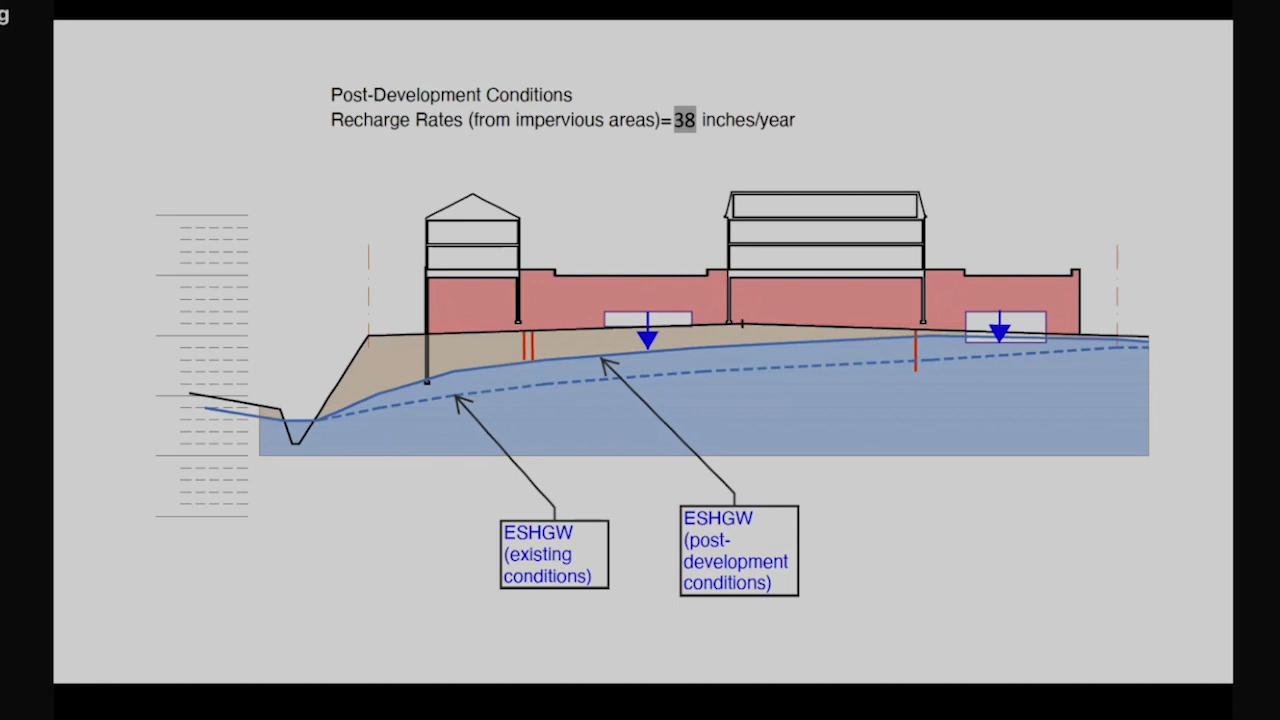 g
Post-Development Conditions
Recharge Rates (from impervious areas)=38 inches/year
ESHGW
(existing
conditions)
ESHGW
(post-
development
conditions)